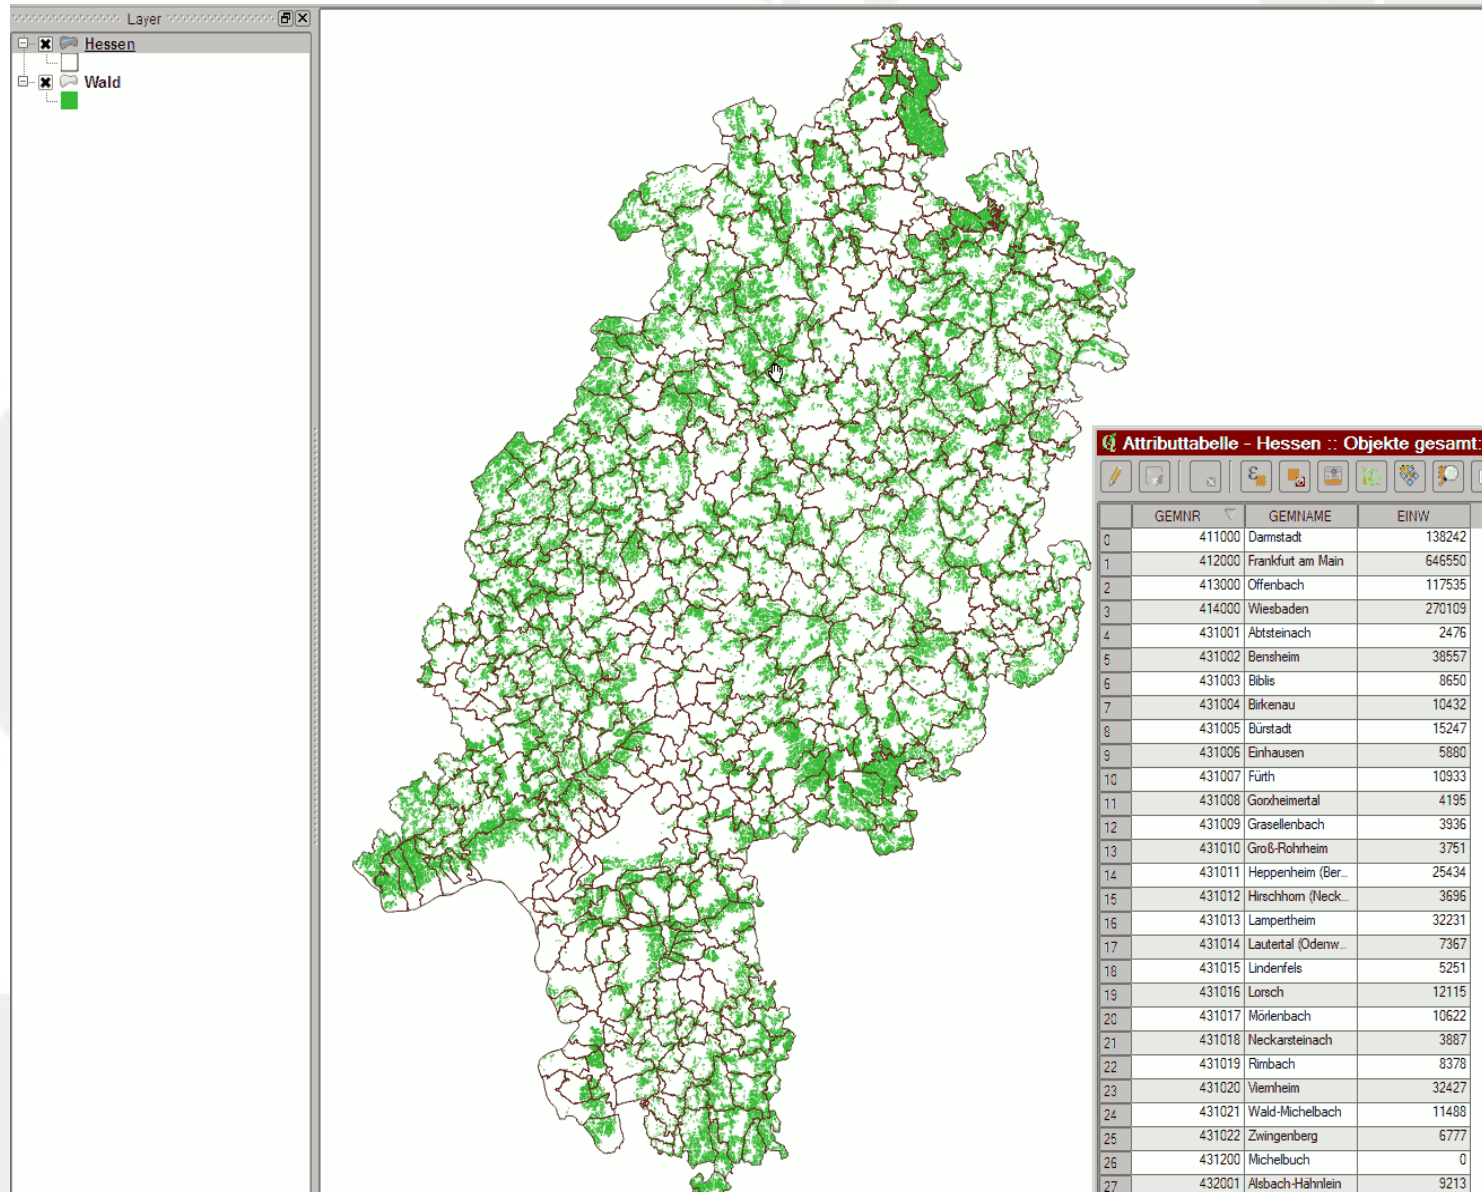 Layer
Hessen
Wald
Attributtabelle - Hessen :: Objekte gesamt:
GEMNR GEMNAME EINW
0 411000 Darmstadt 138242
1 412000 Frankfurt am Main 646550
2 413000 Offenbach 117535
3 414000 Wiesbaden 270109
4 431001 Abtsteinach 2476
5 431002 Bensheim 38557
6 431003 Biblis 8650
7 431004 Birkenau 10432
8 431005 Bürstadt 15247
9 431006 Einhausen 5880
10 431007 Fürth 10933
11 431008 Gorxheimertal 4195
12 431009 Grasellenbach 3936
13 431010 Groß-Rohrheim 3751
14 431011 Heppenheim (Ber... 25434
15 431012 Hirschhorn (Neck... 3696
16 431013 Lampertheim 32231
17 431014 Lautertal (Odenw... 7367
18 431015 Lindenfels 5251
19 431016 Lorsch 12115
20 431017 Mörlenbach 10622
21 431018 Neckarsteinach 3887
22 431019 Rimbach 8378
23 431020 Viernheim 32427
24 431021 Wald-Michelbach 11488
25 431022 Zwingenberg 6777
26 431200 Michelbuch 0
27 432001 Alsbach-Hähnlein 9213